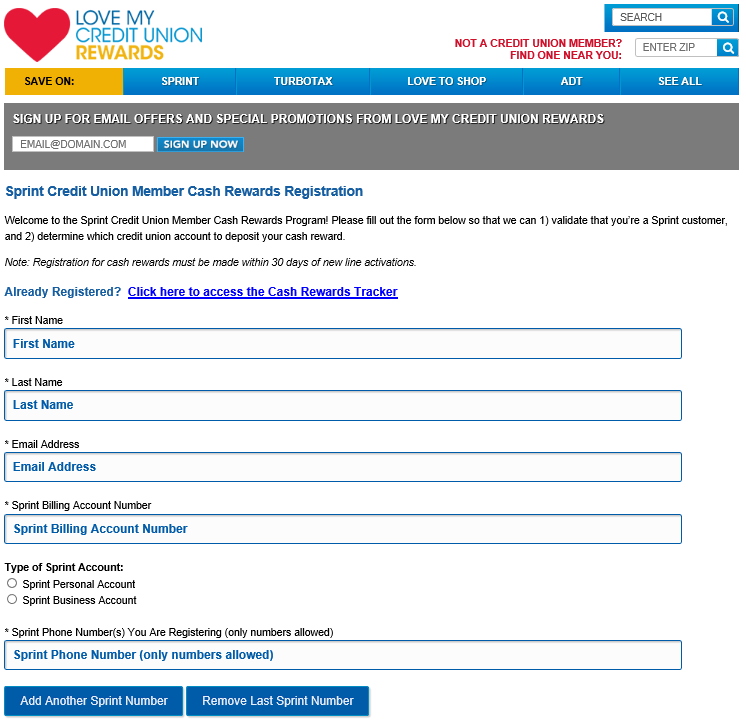 LOVE MY
CREDIT UNION
REWARDS
SEARCH
NOT A CREDIT UNION MEMBER?
FIND ONE NEAR YOU:
ENTER ZIP
SAVE ON:
SPRINT
TURBOTAX
LOVE TO SHOP
ADT
SEE ALL
SIGN UP FOR EMAIL OFFERS AND SPECIAL PROMOTIONS FROM LOVE MY CREDIT UNION REWARDS
EMAIL@DOMAIN.COM
SIGN UP NOW
Sprint Credit Union Member Cash Rewards Registration
Welcome to the Sprint Credit Union Member Cash Rewards Program! Please fill out the form below so that we can 1) validate that you're a Sprint customer,
and 2) determine which credit union account to deposit your cash reward.
Note: Registration for cash rewards must be made within 30 days of new line activations.
Already Registered? Click here to access the Cash Rewards Tracker
* First Name
First Name
* Last Name
Last Name
* Email Address
Email Address
* Sprint Billing Account Number
Sprint Billing Account Number
Type of Sprint Account:
Sprint Personal Account
Sprint Business Account
* Sprint Phone Number(s) You Are Registering (only numbers allowed)
Sprint Phone Number (only numbers allowed)
Add Another Sprint Number
Remove Last Sprint Number